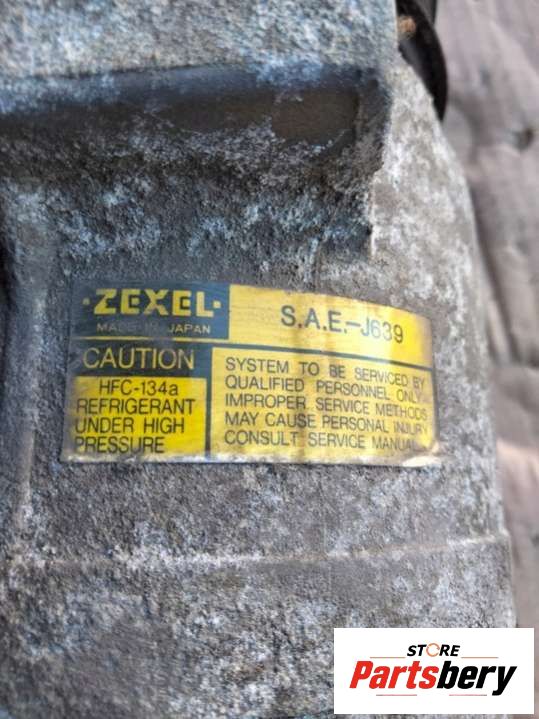 ·ZEXEL·
MADE IN JAPAN
S.A.E.-J639
CAUTION
HFC-134a
REFRIGERANT
UNDER HIGH
PRESSURE
SYSTEM TO BE SERVICED BY
QUALIFIED PERSONNEL ONLY
IMPROPER SERVICE METHODS
MAY CAUSE PERSONAL INJURY
CONSULT SERVICE MANUAL
STORE
Partsbery